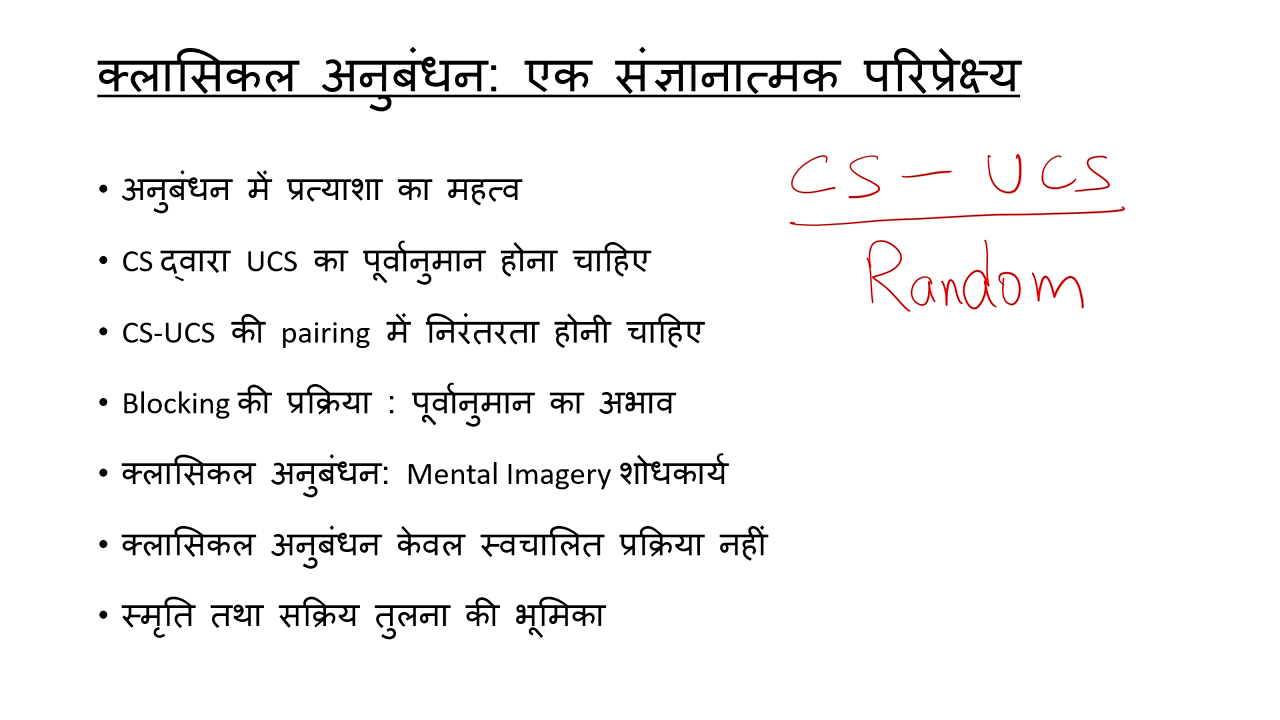 क्लासिकल अनुबंधन: एक संज्ञानात्मक परिप्रेक्ष्य
• अनुबंधन में प्रत्याशा का महत्व
• CS द्वारा UCS का पूर्वानुमान होना चाहिए
• CS-UCS की pairing में निरंतरता होनी चाहिए
• Blocking की प्रक्रिया : पूर्वानुमान का अभाव
• क्लासिकल अनुबंधन: Mental Imagery शोधकार्य
• क्लासिकल अनुबंधन केवल स्वचालित प्रक्रिया नहीं
• स्मृति तथा सक्रिय तुलना की भूमिका
CS – UCS
Random